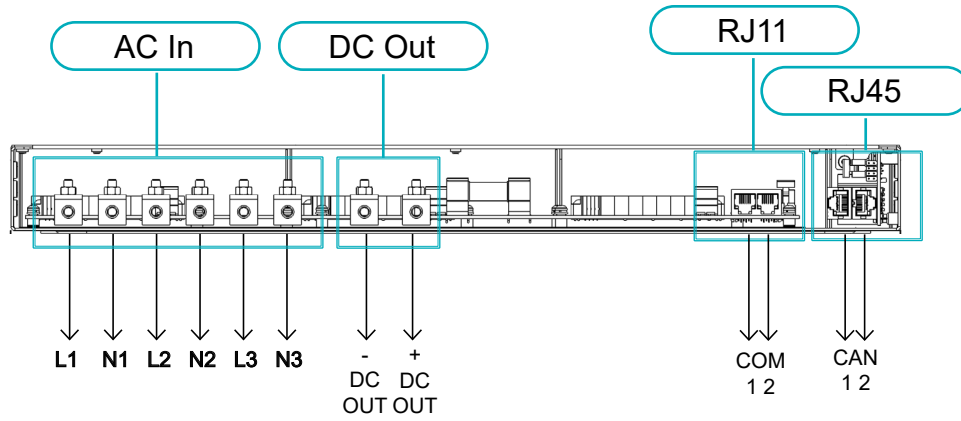 AC In
DC Out
RJ11
RJ45
L1 N1 L2 N2 L3 N3
- DC OUT
+ DC OUT
COM
1 2
CAN
1 2